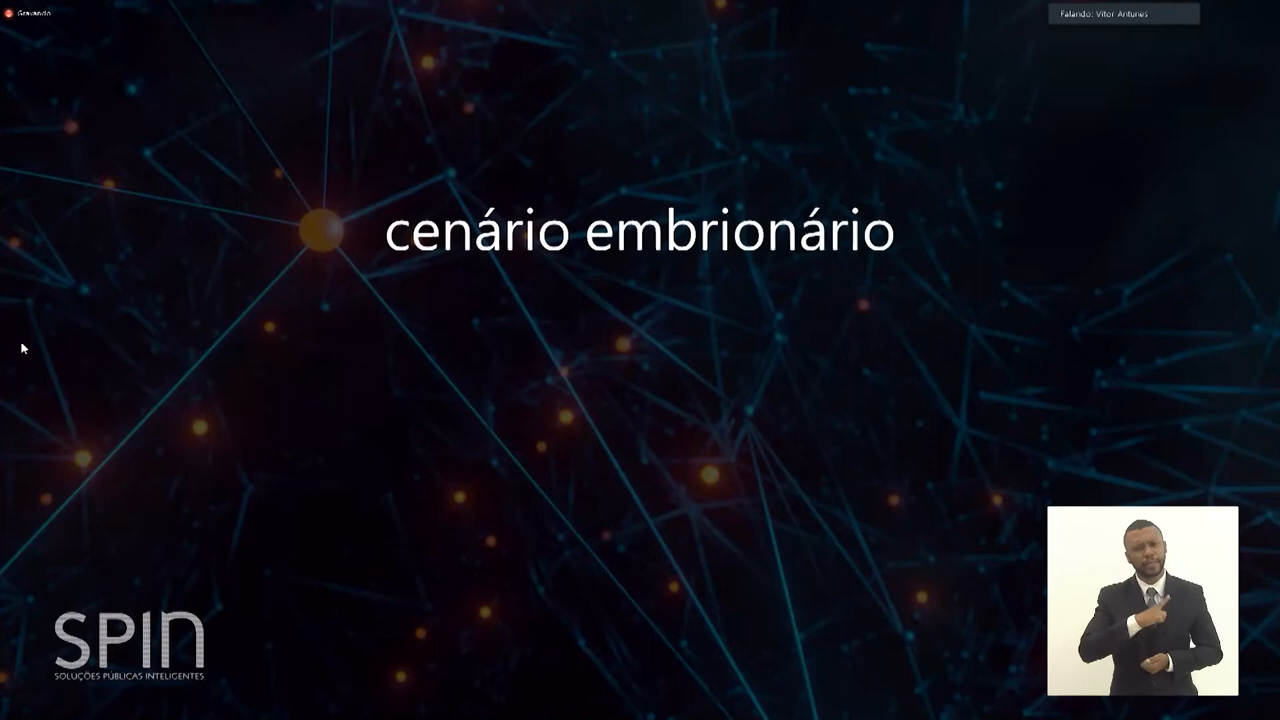 Gravando
Falando: Vitor Antunes
cenário embrionário
SPIN
SOLUÇÕES PÚBLICAS INTELIGENTES